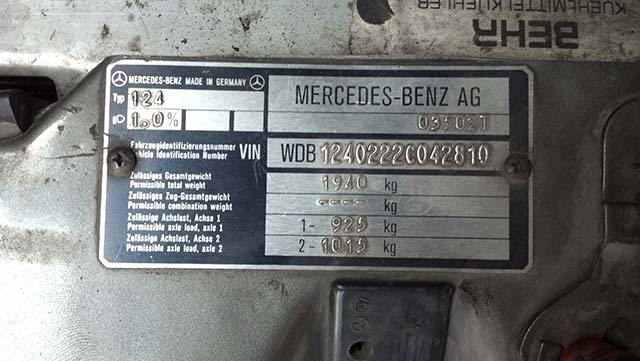 BEHR
KUEHLMITTELKUEHLER
MERCEDES-BENZ MADE IN GERMANY
Typ 124
1.0%
MERCEDES-BENZ AG
035021
Fahrzeugidentifizierungsnummer
Vehicle Identification Number VIN WDB1240222C042810
Zulässiges Gesamtgewicht
Permissible total weight 1940 kg
Zulässiges Zug-Gesamtgewicht
Permissible combination weight ---- kg
Zulässige Achslast, Achse 1
Permissible axle load, axle 1 1- 925 kg
Zulässige Achslast, Achse 2
Permissible axle load, axle 2 2- 1015 kg